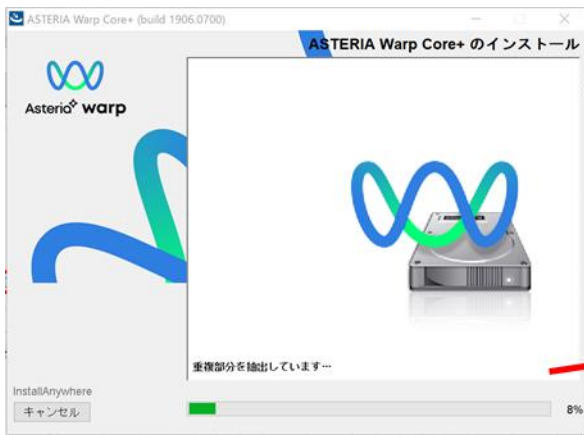 ASTERIA Warp Core+ (build 1906.0700)
ASTERIA Warp Core+ のインストール
Asteria warp
重複部分を抽出しています…
InstallAnywhere
キャンセル
8%